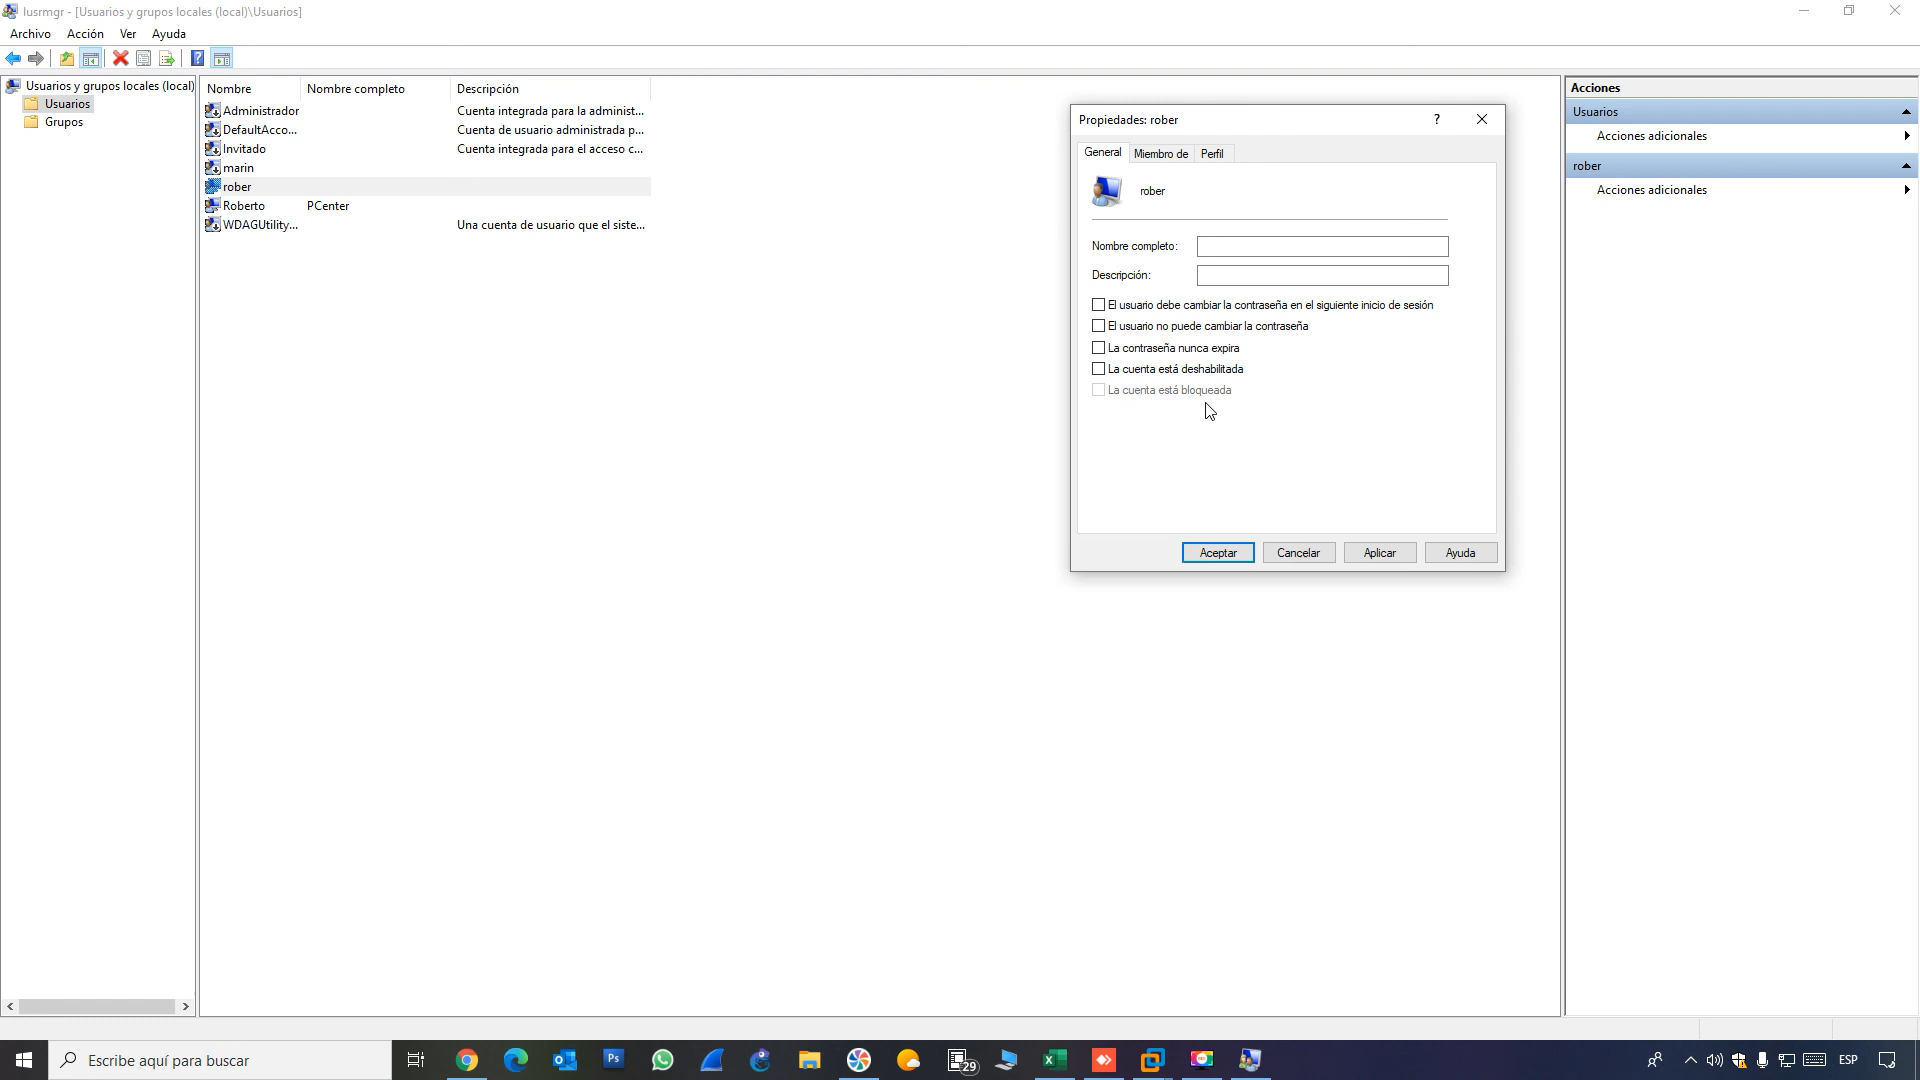 lusrmgr - [Usuarios y grupos locales (local)\Usuarios]
Archivo Acción Ver Ayuda
Usuarios y grupos locales (local)
Usuarios
Grupos
Nombre Nombre completo Descripción
Administrador Cuenta integrada para la administ...
DefaultAcco... Cuenta de usuario administrada p...
Invitado Cuenta integrada para el acceso c...
marin
rober
Roberto PCenter
WDAGUtility... Una cuenta de usuario que el siste...
Propiedades: rober ?
General Miembro de Perfil
rober
Nombre completo:
Descripción:
El usuario debe cambiar la contraseña en el siguiente inicio de sesión
El usuario no puede cambiar la contraseña
La contraseña nunca expira
La cuenta está deshabilitada
La cuenta está bloqueada
Aceptar Cancelar Aplicar Ayuda
Acciones
Usuarios
Acciones adicionales
rober
Acciones adicionales
Escribe aquí para buscar
Ps
29
ESP